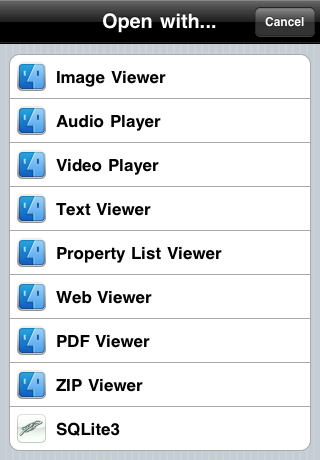 Open with...
Cancel
Image Viewer
Audio Player
Video Player
Text Viewer
Property List Viewer
Web Viewer
PDF Viewer
ZIP Viewer
SQLite3